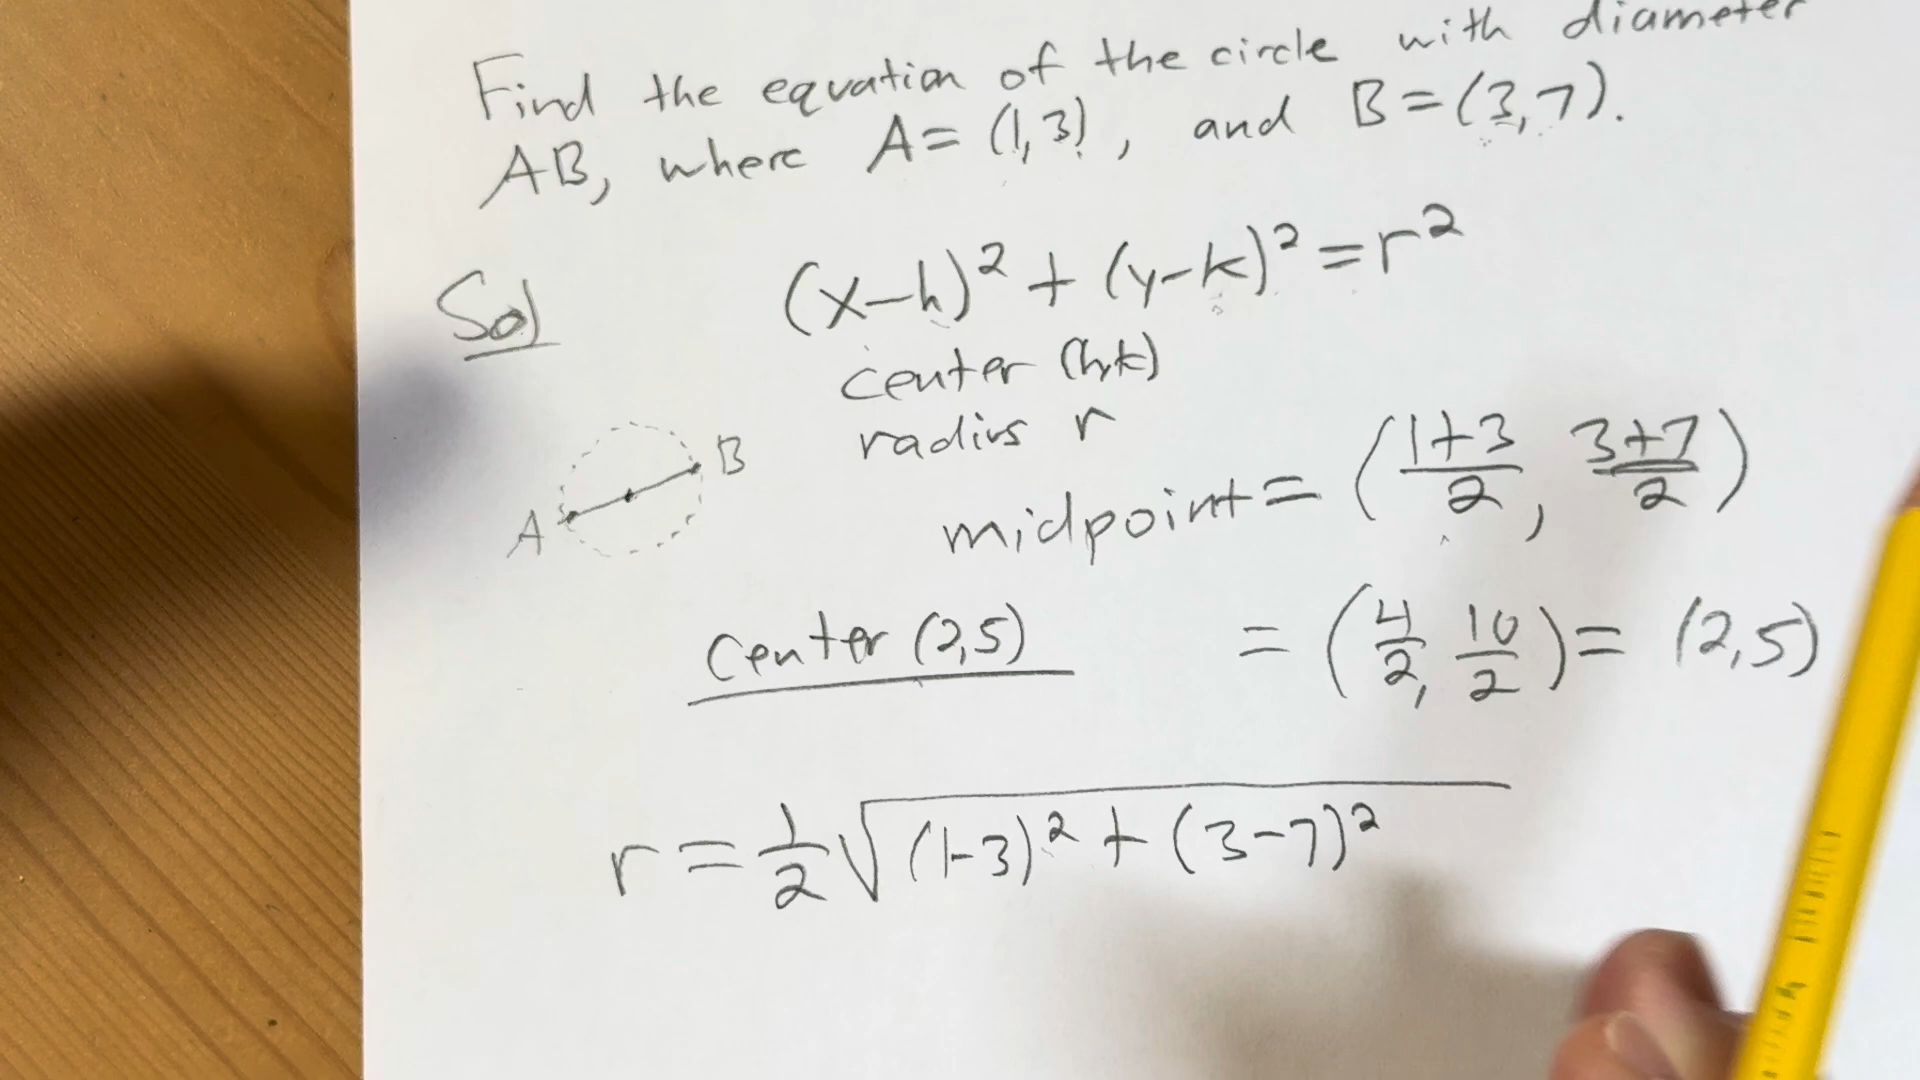 Find the equation of the circle with diameter
AB, where A = (1,3), and B = (3,7).
Sol
(x-h)² + (y-k)² = r²
center (h,k)
radius r
A B
midpoint = (1+3/2, 3+7/2)
center (2,5) = (4/2, 10/2) = (2,5)
r = 1/2 √((1-3)² + (3-7)²)